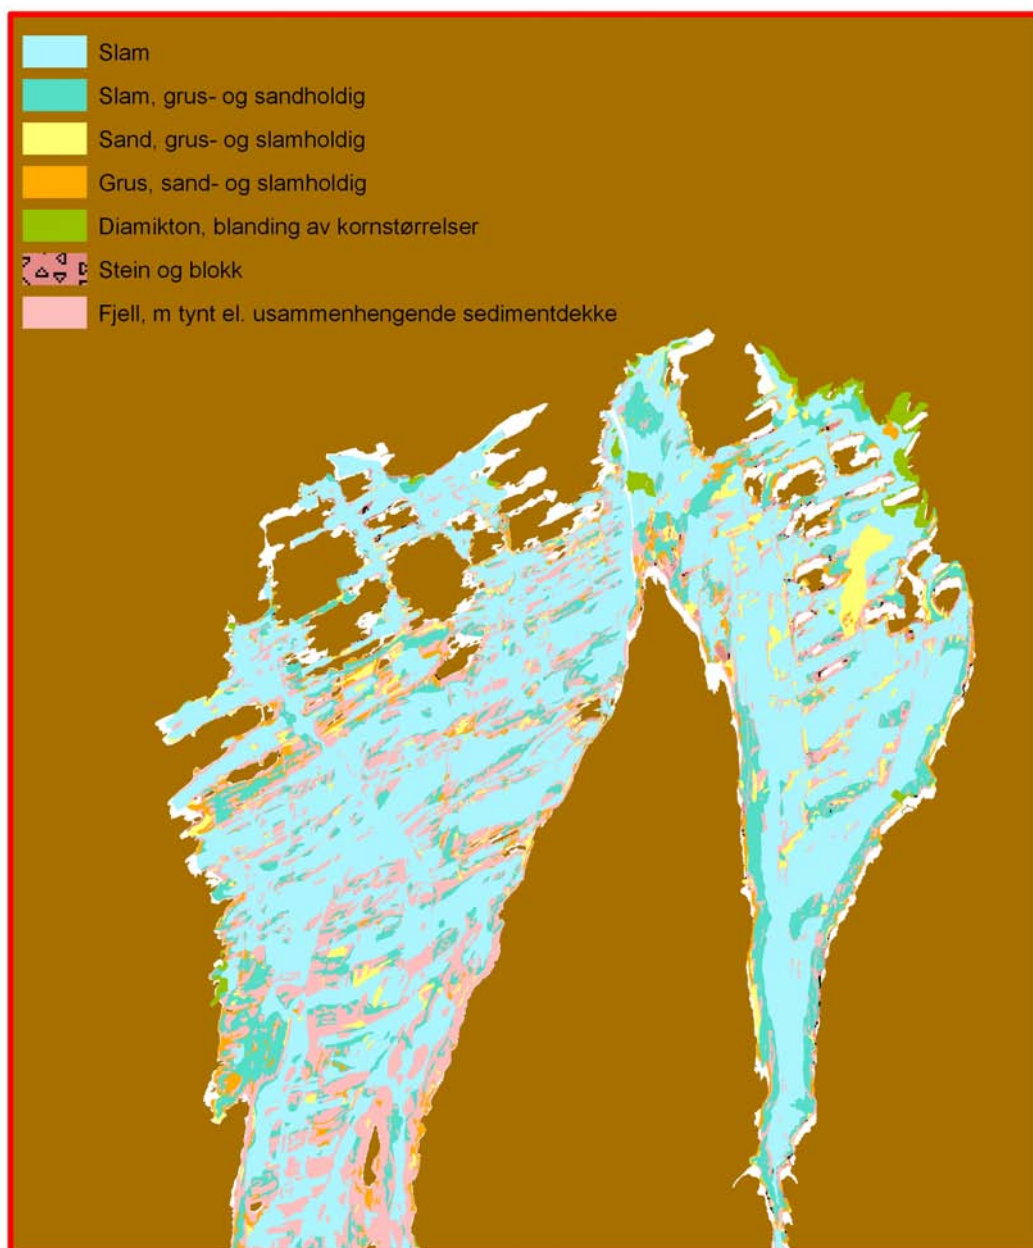 Slam
Slam, grus- og sandholdig
Sand, grus- og slamholdig
Grus, sand- og slamholdig
Diamikton, blanding av kornstørrelser
Stein og blokk
Fjell, m tynt el. usammenhengende sedimentdekke